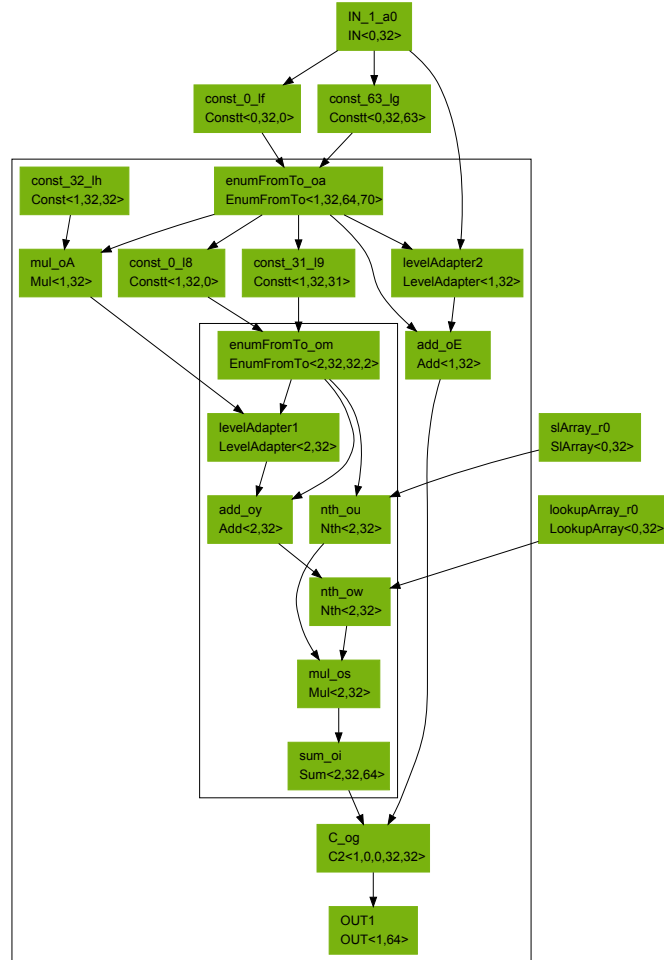 IN_1_a0
IN<0,32>
const_0_lf
Constt<0,32,0>
const_63_lg
Constt<0,32,63>
const_32_lh
Const<1,32,32>
enumFromTo_oa
EnumFromTo<1,32,64,70>
mul_oA
Mul<1,32>
const_0_l8
Constt<1,32,0>
const_31_l9
Constt<1,32,31>
levelAdapter2
LevelAdapter<1,32>
enumFromTo_om
EnumFromTo<2,32,32,2>
add_oE
Add<1,32>
levelAdapter1
LevelAdapter<2,32>
slArray_r0
SlArray<0,32>
add_oy
Add<2,32>
nth_ou
Nth<2,32>
lookupArray_r0
LookupArray<0,32>
nth_ow
Nth<2,32>
mul_os
Mul<2,32>
sum_oi
Sum<2,32,64>
C_og
C2<1,0,0,32,32>
OUT1
OUT<1,64>